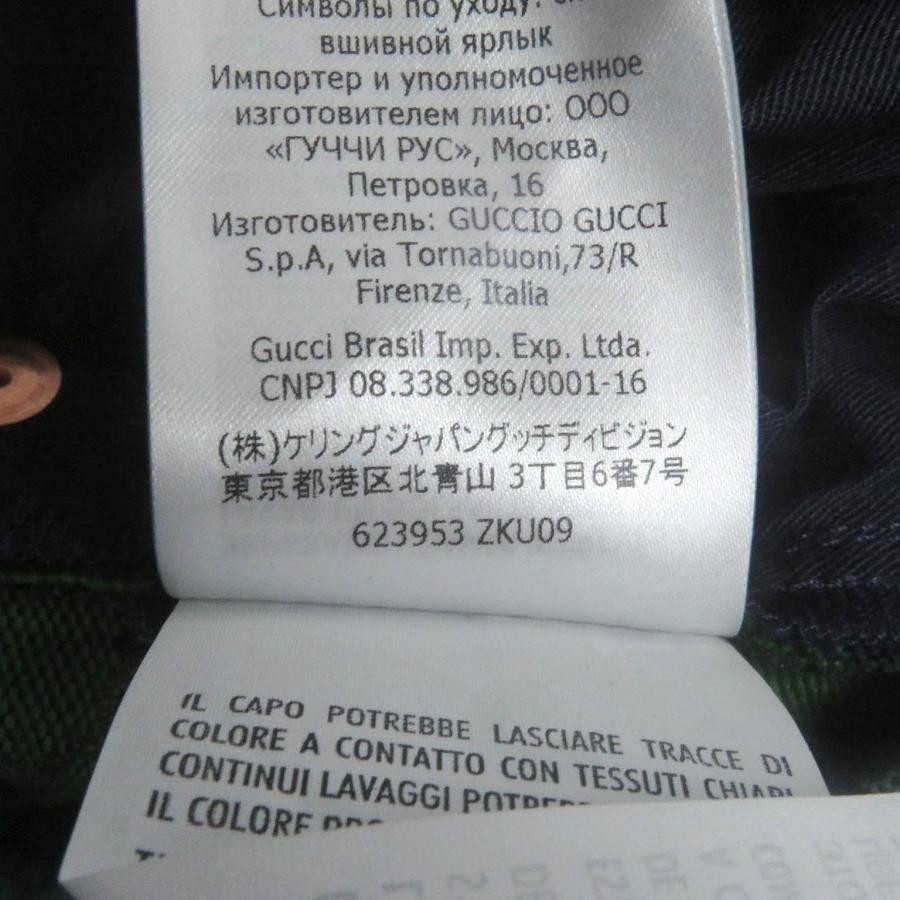 Символы по уходу:
вшивной ярлык
Импортер и уполномоченное
изготовителем лицо: ООО
«ГУЧЧИ РУС», Москва,
Петровка, 16
Изготовитель: GUCCIO GUCCI
S.p.A, via Tornabuoni,73/R
Firenze, Italia
Gucci Brasil Imp. Exp. Ltda.
CNPJ 08.338.986/0001-16
(株)ケリングジャパングッチディビジョン
東京都港区北青山 3丁目6番7号
623953 ZKU09
IL CAPO POTREBBE LASCIARE TRACCE DI
COLORE A CONTATTO CON TESSUTI CHIARI
CONTINUI LAVAGGI
IL COLORE